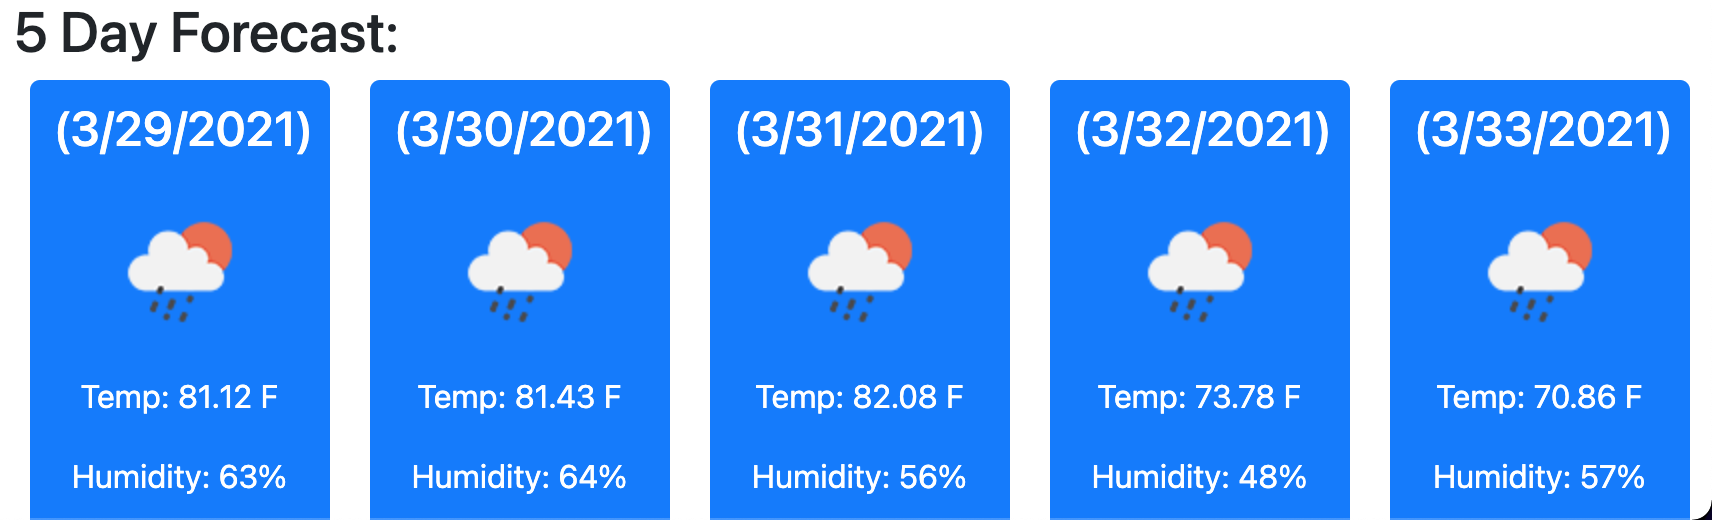 5 Day Forecast:
(3/29/2021)
Temp: 81.12 F
Humidity: 63%
(3/30/2021)
Temp: 81.43 F
Humidity: 64%
(3/31/2021)
Temp: 82.08 F
Humidity: 56%
(3/32/2021)
Temp: 73.78 F
Humidity: 48%
(3/33/2021)
Temp: 70.86 F
Humidity: 57%